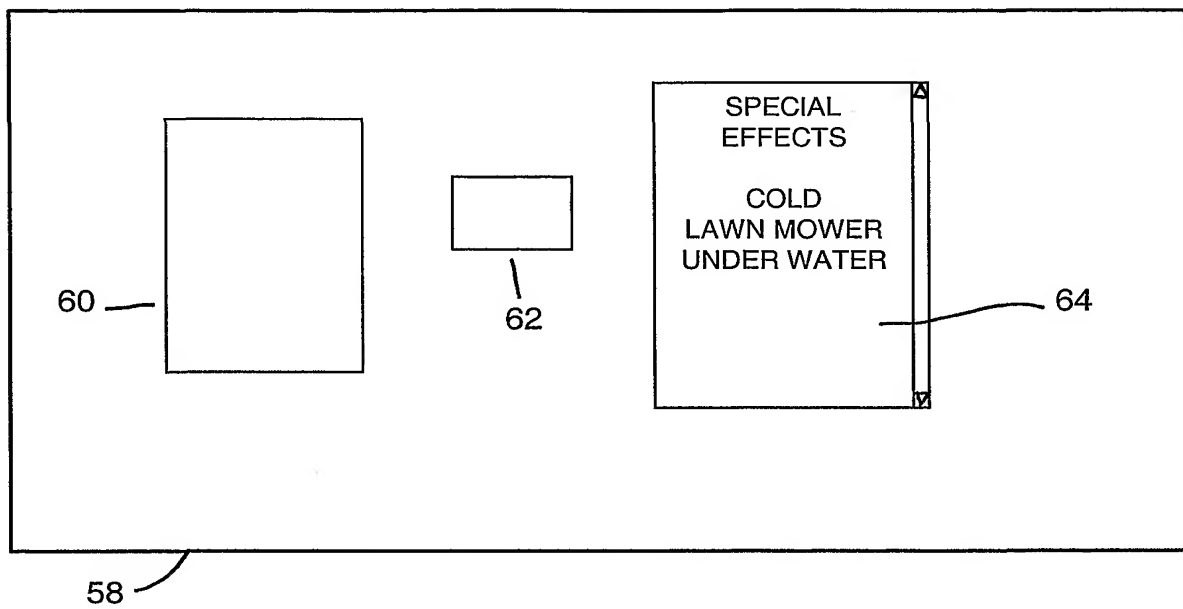 SPECIAL
EFFECTS
COLD
LAWN MOWER
UNDER WATER
60
62
64
58